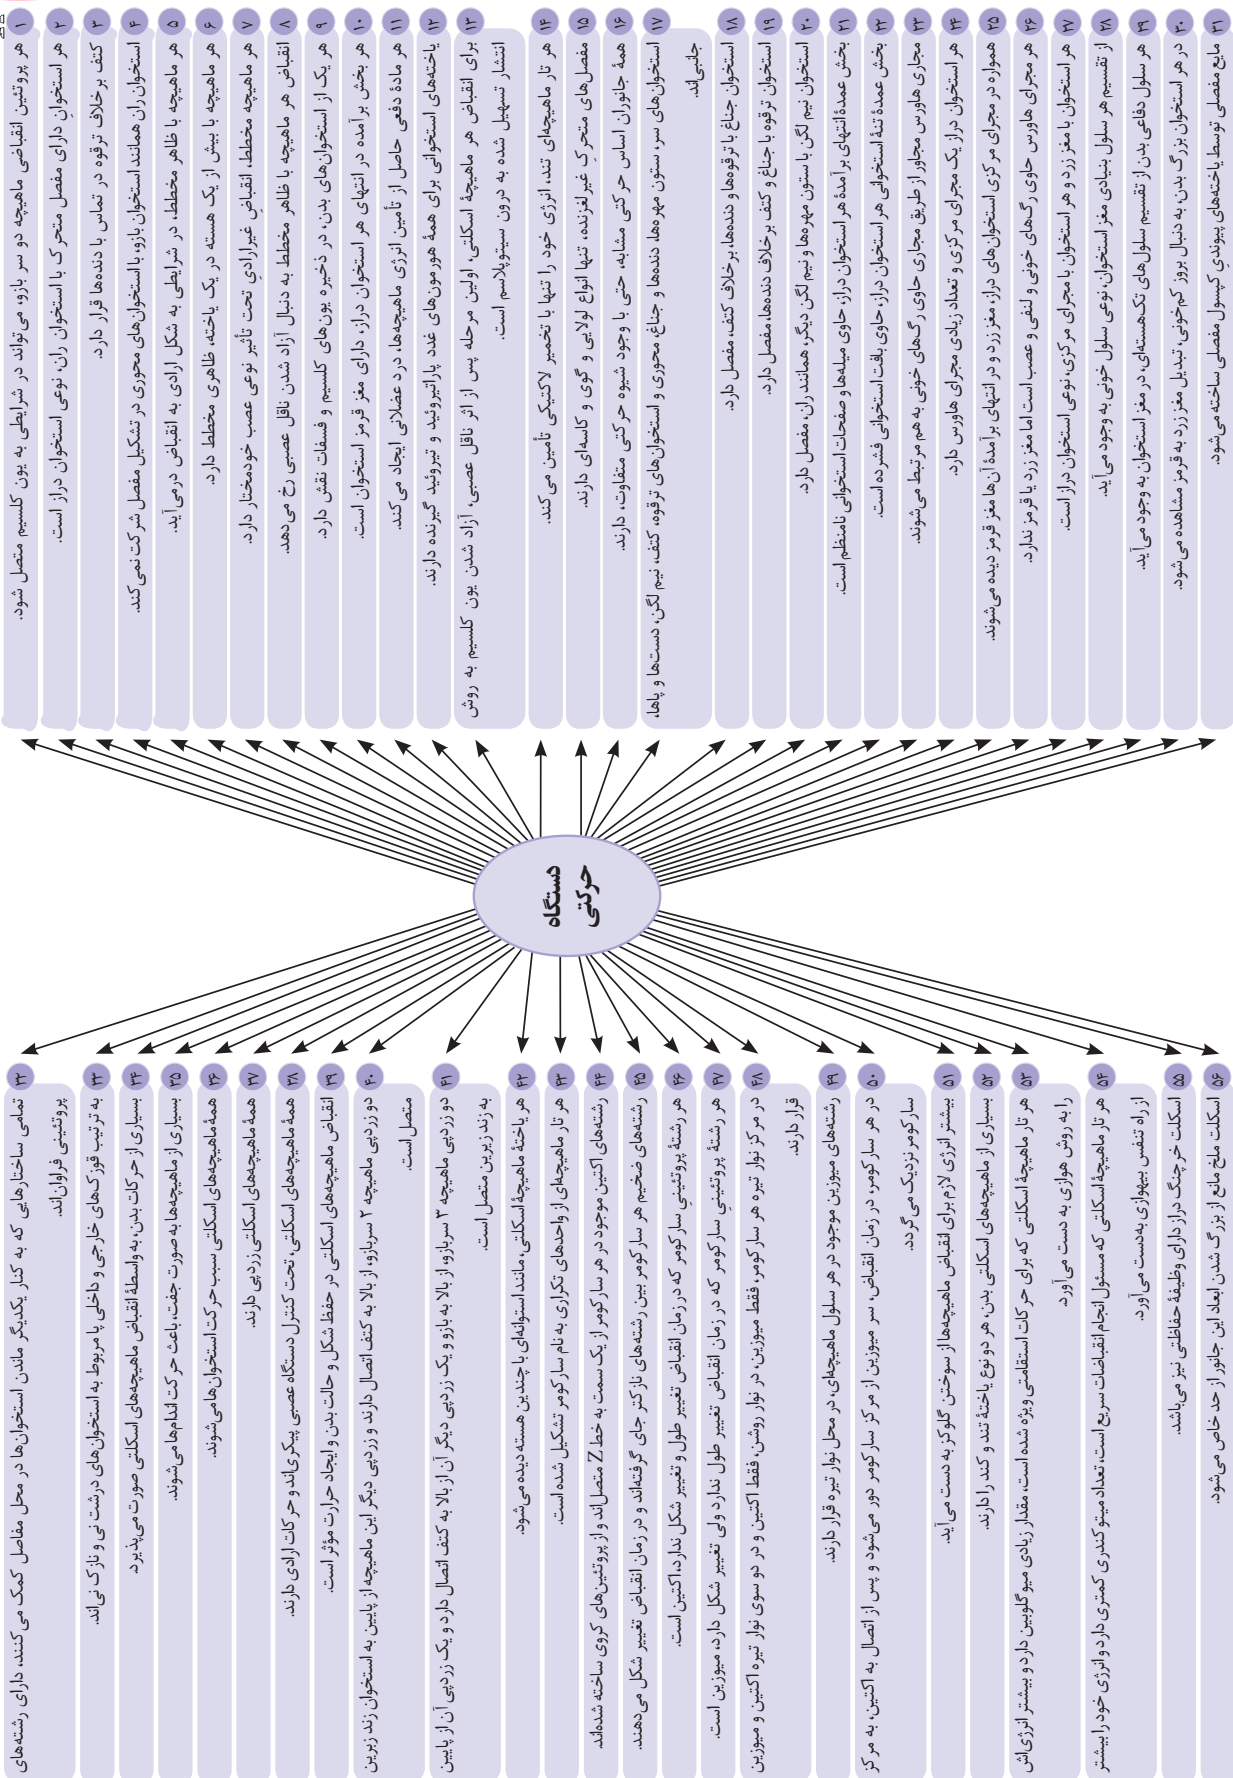 دستگاه
حرکتی
۱ هر پروتئین انقباضی ماهیچه دو سر بازو، می‌تواند در شرایطی به یون کلسیم متصل شود.
۲ هر استخوانِ دارای مفصل متحرک با استخوان ران، نوعی استخوان دراز است.
۳ کتف برخلاف ترقوه در تماس با دنده‌ها قرار دارد.
۴ استخوان ران همانند استخوان بازو، با استخوان‌های محوری در تشکیل مفصل شرکت نمی‌کند.
۵ هر ماهیچه با ظاهر مخطط، در شرایطی به شکل ارادی به انقباض درمی‌آید.
۶ هر ماهیچه با بیش از یک هسته در یک یاخته، ظاهری مخطط دارد.
۷ هر ماهیچه مخطط، انقباضِ غیرارادیِ تحت تأثیر نوعی عصب خودمختار دارد.
۸ انقباض هر ماهیچه با ظاهر مخطط به دنبال آزاد شدن ناقل عصبی رخ می‌دهد.
۹ هر یک از استخوان‌های بدن، در ذخیره یون‌های کلسیم و فسفات نقش دارد.
۱۰ هر بخش برآمده در انتهای هر استخوان دراز، دارای مغز قرمز استخوان است.
۱۱ هر مادهٔ دفعی حاصل از تأمین انرژی ماهیچه‌ها، درد عضلانی ایجاد می‌کند.
۱۲ یاخته‌های استخوانی برای همهٔ هورمون‌های غدد پاراتیروئید و تیروئید گیرنده دارند.
۱۳ برای انقباض هر ماهیچهٔ اسکلتی، اولین مرحله پس از اثر ناقل عصبی، آزاد شدن یون کلسیم به روش
انتشار تسهیل شده به درون سیتوپلاسم است.
۱۴ هر تار ماهیچه‌ای تند، انرژی خود را تنها با تخمیر لاکتیکی تأمین می‌کند.
۱۵ مفصل‌های متحرکِ غیرلغزنده، تنها انواع لولایی و گوی و کاسه‌ای دارند.
۱۶ همهٔ جانوران اساس حرکتی مشابه، حتی با وجود شیوه حرکتی متفاوت، دارند.
۱۷ استخوان‌های سر، ستون مهره‌ها، دنده‌ها و جناغ، محوری و استخوان‌های ترقوه، کتف، نیم لگن، دست‌ها و پاها،
جانبی‌اند.
۱۸ استخوان جناغ با ترقوه‌ها و دنده‌ها، برخلاف کتف، مفصل دارد.
۱۹ استخوان ترقوه با جناغ و کتف برخلاف دنده‌ها، مفصل دارد.
۲۰ استخوان نیم لگن با ستون مهره‌ها و نیم لگن دیگر، همانند ران، مفصل دارد.
۲۱ بخش عمدهٔ انتهای برآمدهٔ هر استخوان دراز، حاوی میله‌ها و صفحات استخوانی نامنظم است.
۲۲ بخش عمدهٔ تنهٔ استخوانی هر استخوان دراز، حاوی بافت استخوانی فشرده است.
۲۳ مجاری هاورس مجاور از طریق مجاری حاوی رگ‌های خونی به هم مرتبط می‌شوند.
۲۴ هر استخوان دراز یک مجرای مرکزی و تعداد زیادی مجرای هاورس دارد.
۲۵ همواره در مجرای مرکزی استخوان‌های دراز، مغز زرد و در انتهای برآمدهٔ آن‌ها مغز قرمز دیده می‌شوند.
۲۶ هر مجرای هاورس حاوی رگ‌های خونی و لنفی و عصب است اما مغز زرد یا قرمز ندارد.
۲۷ هر استخوان با مغز زرد و هر استخوان با مجرای مرکزی، نوعی استخوان دراز است.
۲۸ از تقسیم هر سلول بنیادی مغز استخوان، نوعی سلول خونی به وجود می‌آید.
۲۹ هر سلول دفاعی بدن از تقسیم سلول‌های تک‌هسته‌ای، در مغز استخوان به وجود می‌آید.
۳۰ در هر استخوان بزرگ بدن، به دنبال بروز کم‌خونی، تبدیل مغز زرد به قرمز مشاهده می‌شود.
۳۱ مایع مفصلی توسط یاخته‌های پیوندیِ کپسول مفصلی ساخته می‌شود.
۳۲ تمامی ساختارهایی که به کنار یکدیگر ماندن استخوان‌ها در محل مفاصل کمک می‌کنند، دارای رشته‌های
پروتئینی فراوان‌اند.
۳۳ به ترتیب قوزک‌های خارجی و داخلی پا مربوط به استخوان‌های درشت نی و نازک نی‌اند.
۳۴ بسیاری از حرکات بدن، به واسطهٔ انقباض ماهیچه‌های اسکلتی صورت می‌پذیرد.
۳۵ بسیاری از ماهیچه‌ها به صورت جفت، باعث حرکت اندام‌ها می‌شوند.
۳۶ همهٔ ماهیچه‌های اسکلتی سبب حرکت استخوان‌ها می‌شوند.
۳۷ همهٔ ماهیچه‌های اسکلتی زردپی دارند.
۳۸ همهٔ ماهیچه‌های اسکلتی، تحت کنترل دستگاه عصبی پیکری‌اند و حرکات ارادی دارند.
۳۹ انقباض ماهیچه‌های اسکلتی در حفظ شکل و حالت بدن و ایجاد حرارت مؤثر است.
۴۰ دو زردپی ماهیچه ۲ سربازو، از بالا به کتف اتصال دارند و زردپی دیگر این ماهیچه از پایین به استخوان زند زبرین
متصل است.
۴۱ دو زردپی ماهیچه ۳ سربازو، از بالا به بازو و یک زردپی دیگر آن از بالا به کتف اتصال دارد و یک زردپی آن از پایین
به زند زیرین متصل است.
۴۲ هر یاختهٔ ماهیچهٔ اسکلتی، مانند استوانه‌ای با چندین هسته دیده می‌شود.
۴۳ هر تار ماهیچه‌ای از واحدهای تکراری به نام سارکومر تشکیل شده است.
۴۴ رشته‌های اکتین موجود در هر سارکومر از یک سمت به خط Z متصل‌اند و از پروتئین‌های کروی ساخته شده‌اند.
۴۵ رشته‌های ضخیم هر سارکومر بین رشته‌های نازکتر جای گرفته‌اند و در زمان انقباض تغییر شکل می‌دهند.
۴۶ هر رشتهٔ پروتئینیِ سارکومر که در زمان انقباض تغییر طول و تغییر شکل ندارد، اکتین است.
۴۷ هر رشتهٔ پروتئینیِ سارکومر که در زمان انقباض تغییر طول ندارد ولی تغییر شکل دارد، میوزین است.
۴۸ در مرکز نوار تیره هر سارکومر، فقط میوزین، در نوار روشن، فقط اکتین و در دو سوی نوار تیره اکتین و میوزین
قرار دارند.
۴۹ رشته‌های میوزین موجود در هر سلول ماهیچه‌ای، در محل نوار تیره قرار دارند.
۵۰ در هر سارکومر، در زمان انقباض، سر میوزین از مرکز سارکومر دور می‌شود و پس از اتصال به اکتین، به مرکز
سارکومر نزدیک می‌گردد.
۵۱ بیشتر انرژی لازم برای انقباض ماهیچه‌ها از سوختن گلوکز به دست می‌آید.
۵۲ بسیاری از ماهیچه‌های اسکلتی بدن، هر دو نوع یاختهٔ تند و کند را دارند.
۵۳ هر تار ماهیچهٔ اسکلتی که برای حرکات استقامتی ویژه شده است، مقدار زیادی میوگلوبین دارد و بیشتر انرژی‌اش
را به روش هوازی به دست می‌آورد.
۵۴ هر تار ماهیچهٔ اسکلتی که مسئول انجام انقباضات سریع است، تعداد میتوکندری کمتری دارد و انرژی خود را بیشتر
از راه تنفس بیهوازی به‌دست می‌آورد.
۵۵ اسکلت خرچنگ دراز دارای وظیفهٔ حفاظتی نیز می‌باشد.
۵۶ اسکلت ملخ مانع از بزرگ شدن ابعاد این جانور از حد خاص می‌شود.